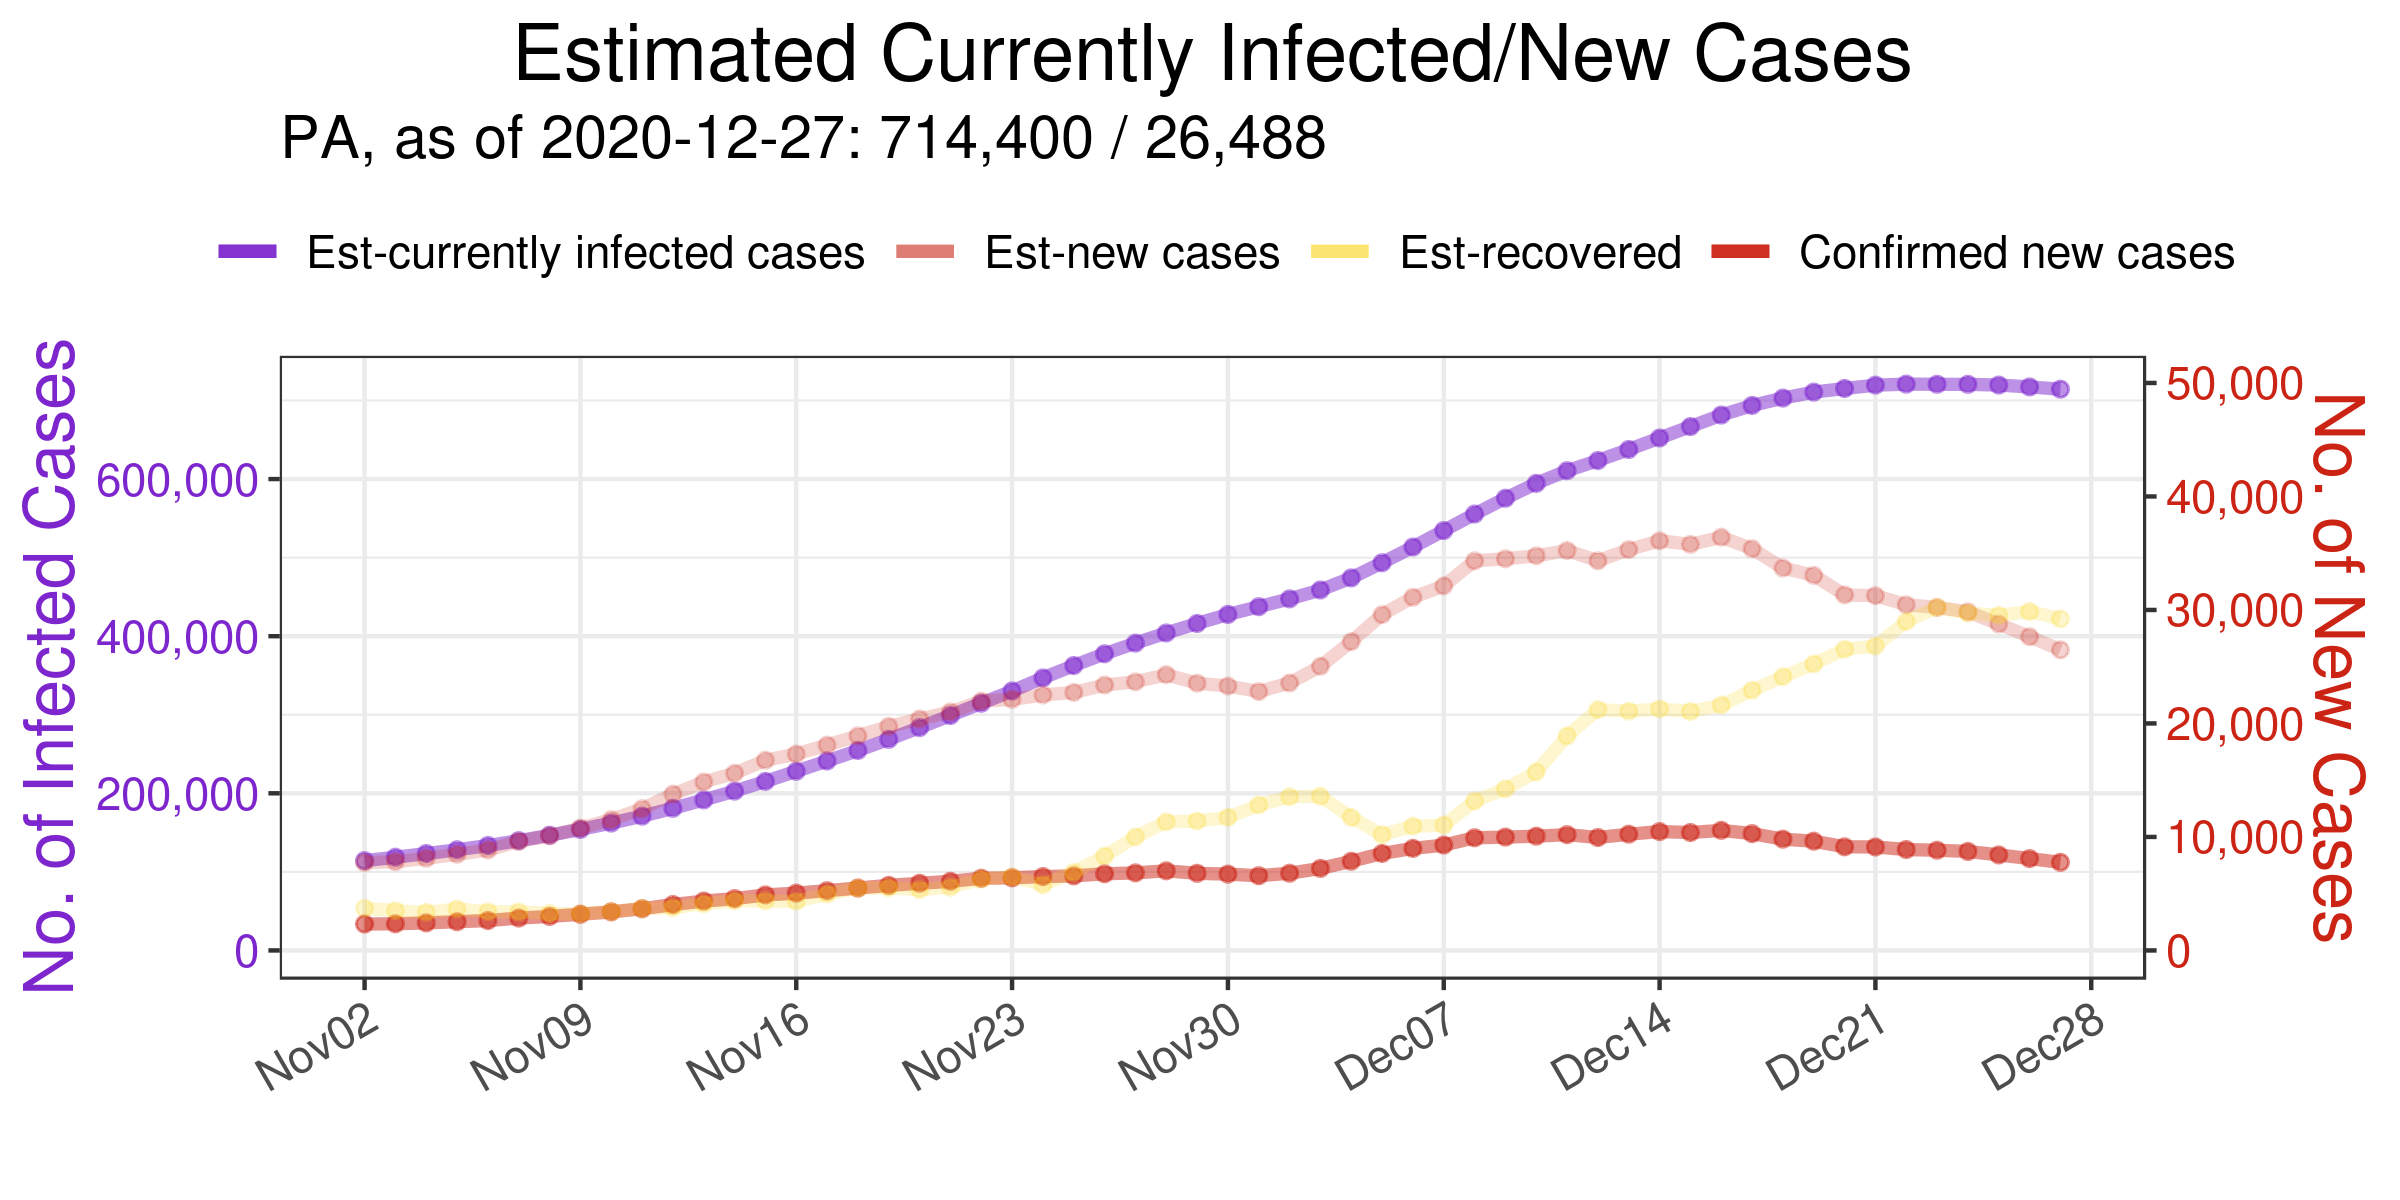 Estimated Currently Infected/New Cases
PA, as of 2020-12-27: 714,400 / 26,488
Est-currently infected cases Est-new cases Est-recovered Confirmed new cases
No. of Infected Cases
600,000
400,000
200,000
0
50,000
40,000
30,000
20,000
10,000
0
No. of New Cases
Nov02 Nov09 Nov16 Nov23 Nov30 Dec07 Dec14 Dec21 Dec28